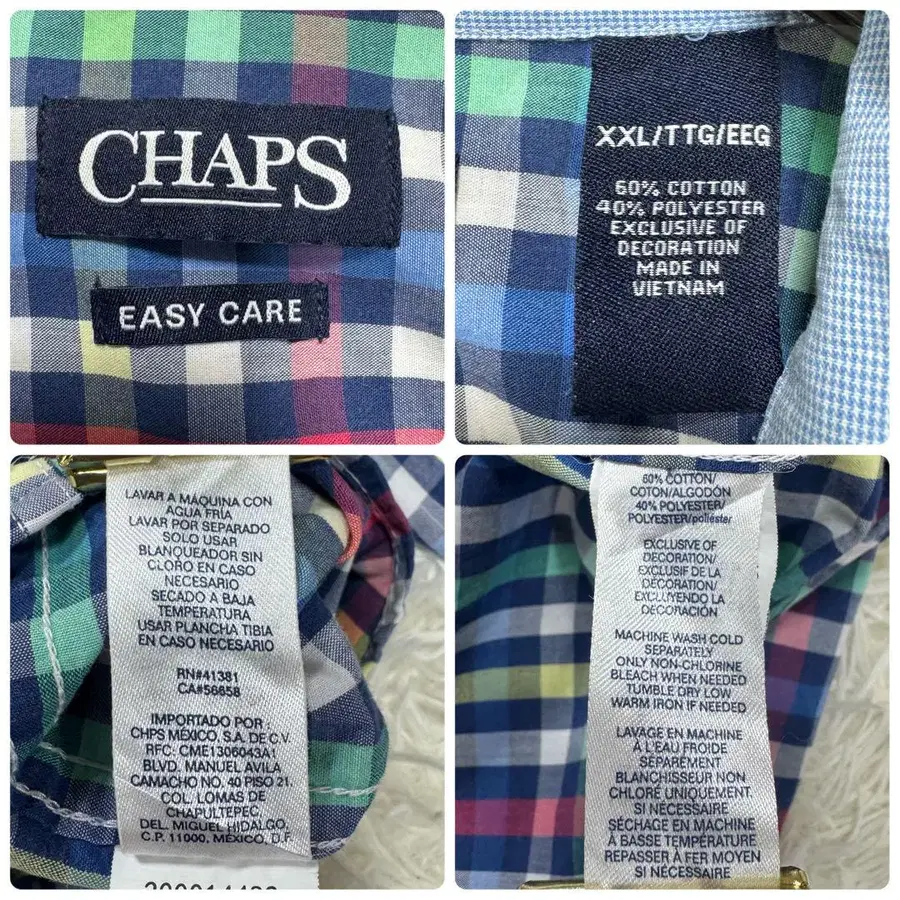 CHAPS
EASY CARE
XXL/TTG/EEG
60% COTTON
40% POLYESTER
EXCLUSIVE OF
DECORATION
MADE IN
VIETNAM
LAVAR A MAQUINA CON
AGUA FRÍA
LAVAR POR SEPARADO
SOLO USAR
BLANQUEADOR SIN
CLORO EN CASO
NECESARIO
SECADO A BAJA
TEMPERATURA
USAR PLANCHA TIBIA
EN CASO NECESARIO
RN#41381
CA#56658
IMPORTADO POR :
CHPS MÉXICO, S.A. DE C.V.
RFC: CME1306043A1
BLVD. MANUEL AVILA
CAMACHO NO. 40 PISO 21.
COL. LOMAS DE
CHAPULTEPEC,
DEL. MIGUEL HIDALGO,
C.P. 11000, MÉXICO, D.F.
60% COTTON/
COTON/ALGODÓN
40% POLYESTER/
POLYESTER/poliéster
EXCLUSIVE OF
DECORATION/
EXCLUSIF DE LA
DÉCORATION/
EXCLUYENDO LA
DECORACIÓN
MACHINE WASH COLD
SEPARATELY
ONLY NON-CHLORINE
BLEACH WHEN NEEDED
TUMBLE DRY LOW
WARM IRON IF NEEDED
LAVAGE EN MACHINE
À L'EAU FROIDE
SÉPARÉMENT
BLANCHISSEUR NON
CHLORÉ UNIQUEMENT
SI NÉCESSAIRE
SÉCHAGE EN MACHINE
À BASSE TEMPÉRATURE
REPASSER À FER MOYEN
SI NÉCESSAIRE